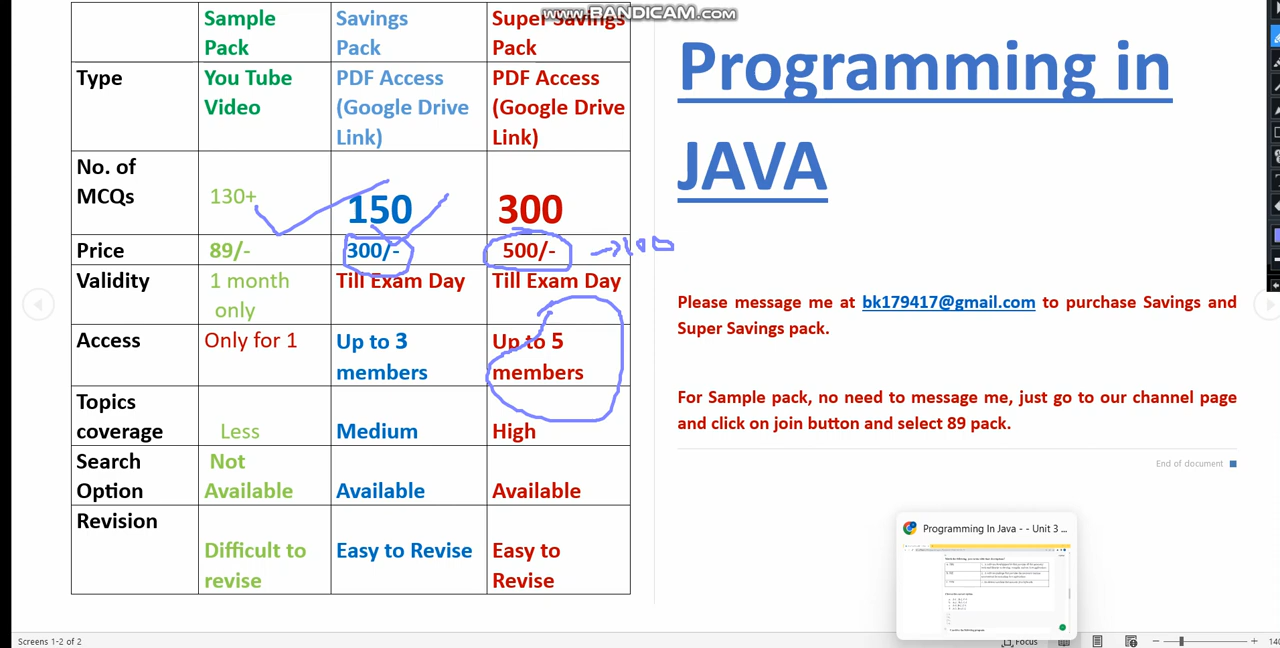 www.BANDICAM.com
Sample Pack
Savings Pack
Super Savings Pack
Type
You Tube Video
PDF Access (Google Drive Link)
PDF Access (Google Drive Link)
No. of MCQs
130+
150
300
Price
89/-
300/-
500/-
100
Validity
1 month only
Till Exam Day
Till Exam Day
Access
Only for 1
Up to 3 members
Up to 5 members
Topics coverage
Less
Medium
High
Search Option
Not Available
Available
Available
Revision
Difficult to revise
Easy to Revise
Easy to Revise
Programming in
JAVA
Please message me at bk179417@gmail.com to purchase Savings and
Super Savings pack.
For Sample pack, no need to message me, just go to our channel page
and click on join button and select 89 pack.
End of document
Programming In Java - - Unit 3 ...
Screens 1-2 of 2
Focus
140